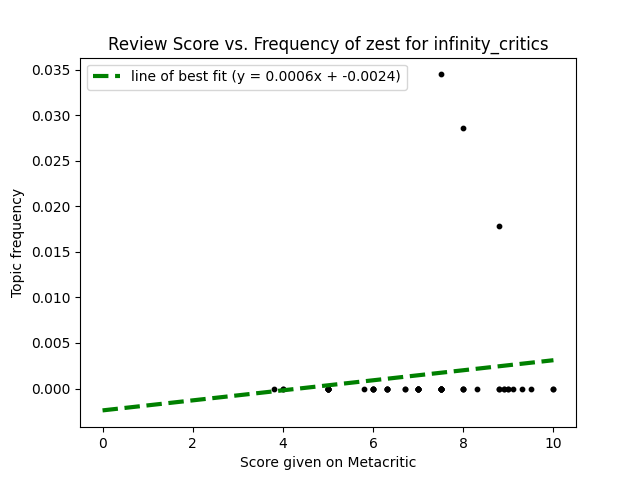 Review Score vs. Frequency of zest for infinity_critics
line of best fit (y = 0.0006x + -0.0024)
0.035
0.030
0.025
0.020
0.015
0.010
0.005
0.000
Topic frequency
0 2 4 6 8 10
Score given on Metacritic